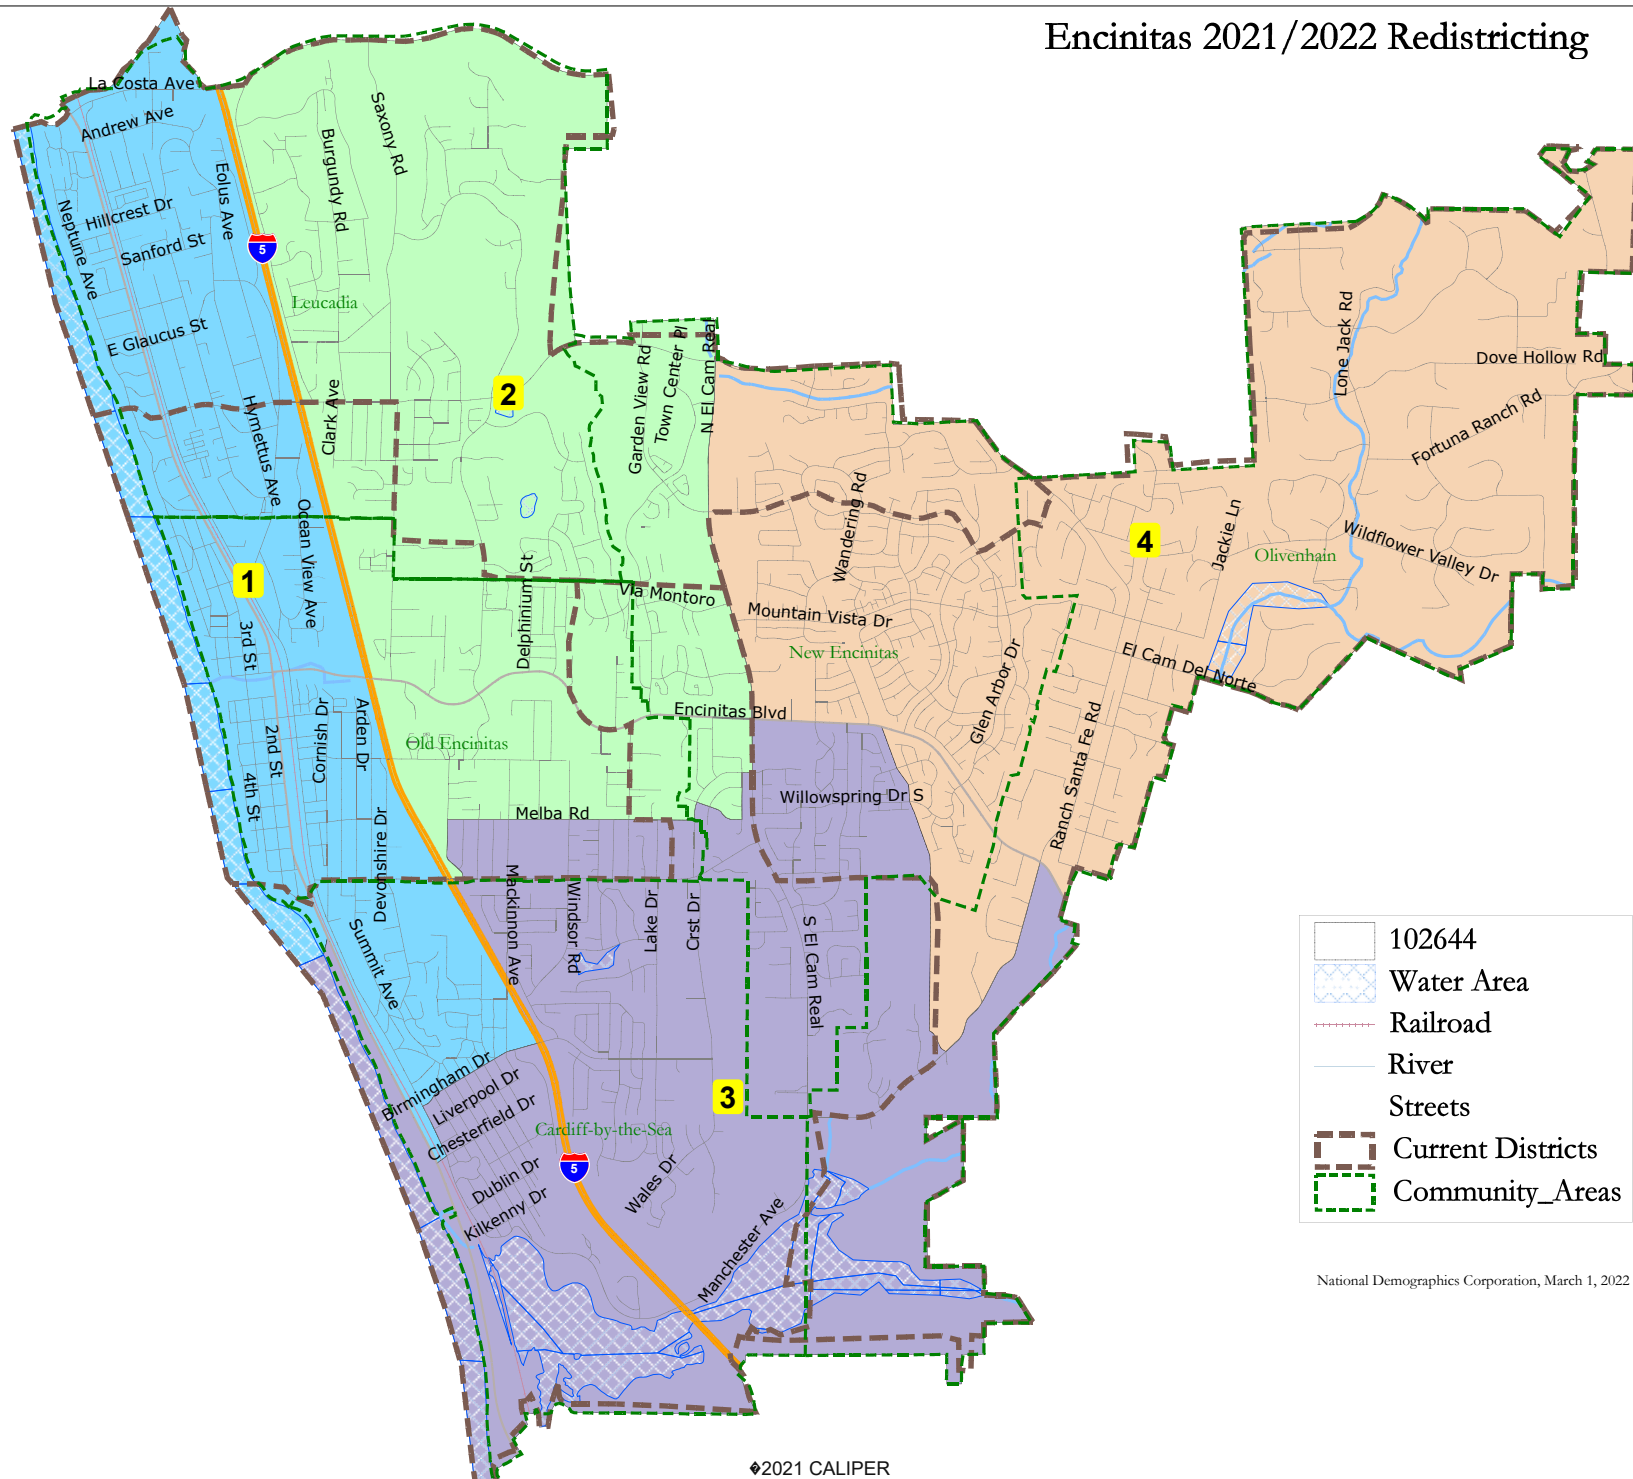 Encinitas 2021/2022 Redistricting
La Costa Ave
Andrew Ave
Saxony Rd
Burgundy Rd
Eolus Ave
Neptune Ave
Hillcrest Dr
Sanford St
5
Leucadia
E Glaucus St
Lone Jack Rd
Dove Hollow Rd
Garden View Rd
Town Center Pl
N El Cam Real
2
Clark Ave
Hymettus Ave
Fortuna Ranch Rd
Wandering Rd
Ocean View Ave
Jackie Ln
4
Olivenhain
Wildflower Valley Dr
1
Delphinium St
Via Montoro
Mountain Vista Dr
3rd St
New Encinitas
El Cam Del Norte
Glen Arbor Dr
Encinitas Blvd
Cornish Dr
Arden Dr
2nd St
Old Encinitas
4th St
Ranch Santa Fe Rd
Willowspring Dr S
Melba Rd
Devonshire Dr
Mackinnon Ave
Windsor Rd
Lake Dr
Crst Dr
S El Cam Real
Summit Ave
Birmingham Dr
Liverpool Dr
Chesterfield Dr
3
Cardiff-by-the-Sea
5
Dublin Dr
Kilkenny Dr
Wales Dr
Manchester Ave
102644
Water Area
Railroad
River
Streets
Current Districts
Community_Areas
National Demographics Corporation, March 1, 2022
�2021 CALIPER